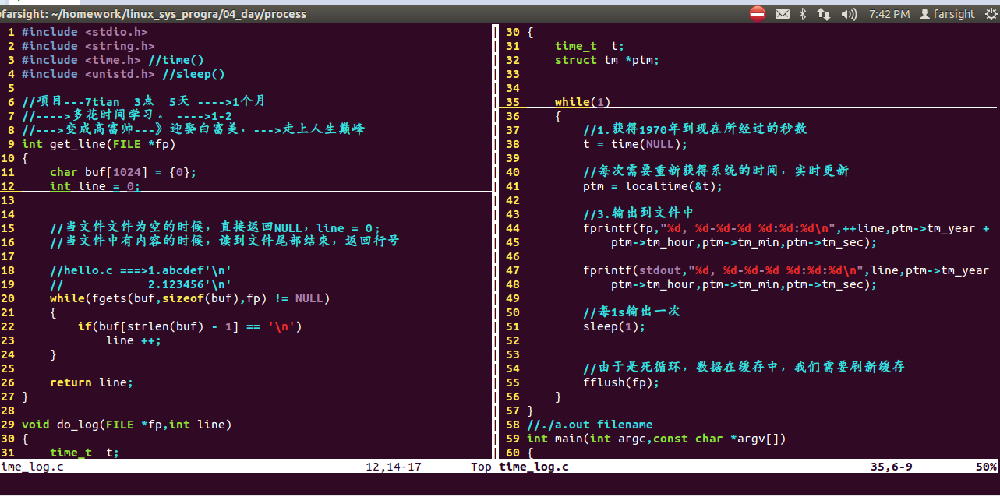 farsight: ~/homework/linux_sys_progra/04_day/process
7:42 PM farsight
1 #include <stdio.h>
2 #include <string.h>
3 #include <time.h> //time()
4 #include <unistd.h> //sleep()
5
6 //项目---7tian 3点 5天 ---->1个月
7 //---->多花时间学习。 ---->1-2
8 //--->变成高富帅---》迎娶白富美，--->走上人生巅峰
9 int get_line(FILE *fp)
10 {
11 char buf[1024] = {0};
12 int line = 0;
13
14
15 //当文件文件为空的时候，直接返回NULL，line = 0;
16 //当文件中有内容的时候，读到文件尾部结束，返回行号
17
18 //hello.c ===>1.abcdef'\n'
19 // 2.123456'\n'
20 while(fgets(buf,sizeof(buf),fp) != NULL)
21 {
22 if(buf[strlen(buf) - 1] == '\n')
23 line ++;
24 }
25
26 return line;
27 }
28
29 void do_log(FILE *fp,int line)
30 {
31 time_t t;
ime_log.c 12,14-17 Top
30 {
31 time_t t;
32 struct tm *ptm;
33
34
35 while(1)
36 {
37 //1.获得1970年到现在所经过的秒数
38 t = time(NULL);
39
40 //每次需要重新获得系统的时间，实时更新
41 ptm = localtime(&t);
42
43 //3.输出到文件中
44 fprintf(fp,"%d, %d-%d-%d %d:%d:%d\n",++line,ptm->tm_year +
45 ptm->tm_hour,ptm->tm_min,ptm->tm_sec);
46
47 fprintf(stdout,"%d, %d-%d-%d %d:%d:%d\n",line,ptm->tm_year
48 ptm->tm_hour,ptm->tm_min,ptm->tm_sec);
49
50 //每1s输出一次
51 sleep(1);
52
53
54 //由于是死循环，数据在缓存中，我们需要刷新缓存
55 fflush(fp);
56 }
57 }
58 //./a.out filename
59 int main(int argc,const char *argv[])
60 {
time_log.c 35,6-9 50%